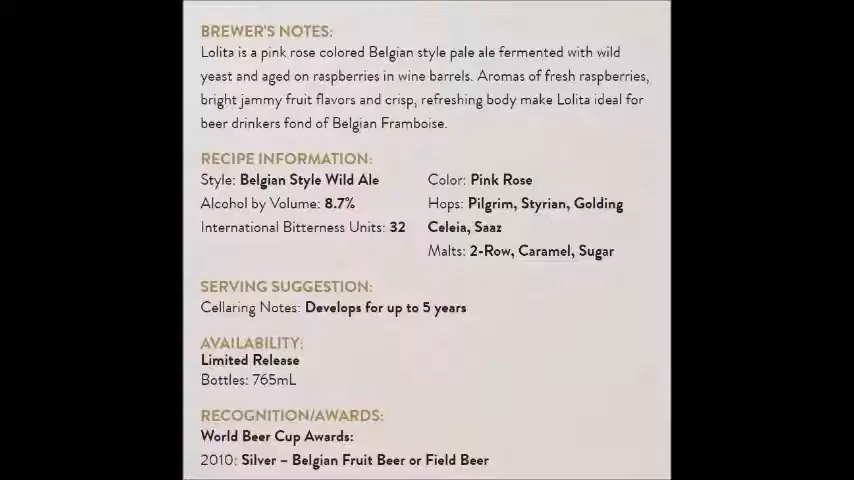 BREWER'S NOTES:
Lolita is a pink rose colored Belgian style pale ale fermented with wild
yeast and aged on raspberries in wine barrels. Aromas of fresh raspberries,
bright jammy fruit flavors and crisp, refreshing body make Lolita ideal for
beer drinkers fond of Belgian Framboise.
RECIPE INFORMATION:
Style: Belgian Style Wild Ale
Alcohol by Volume: 8.7%
International Bitterness Units: 32
Color: Pink Rose
Hops: Pilgrim, Styrian, Golding
Celeia, Saaz
Malts: 2-Row, Caramel, Sugar
SERVING SUGGESTION:
Cellaring Notes: Develops for up to 5 years
AVAILABILITY:
Limited Release
Bottles: 765mL
RECOGNITION/AWARDS:
World Beer Cup Awards:
2010: Silver – Belgian Fruit Beer or Field Beer